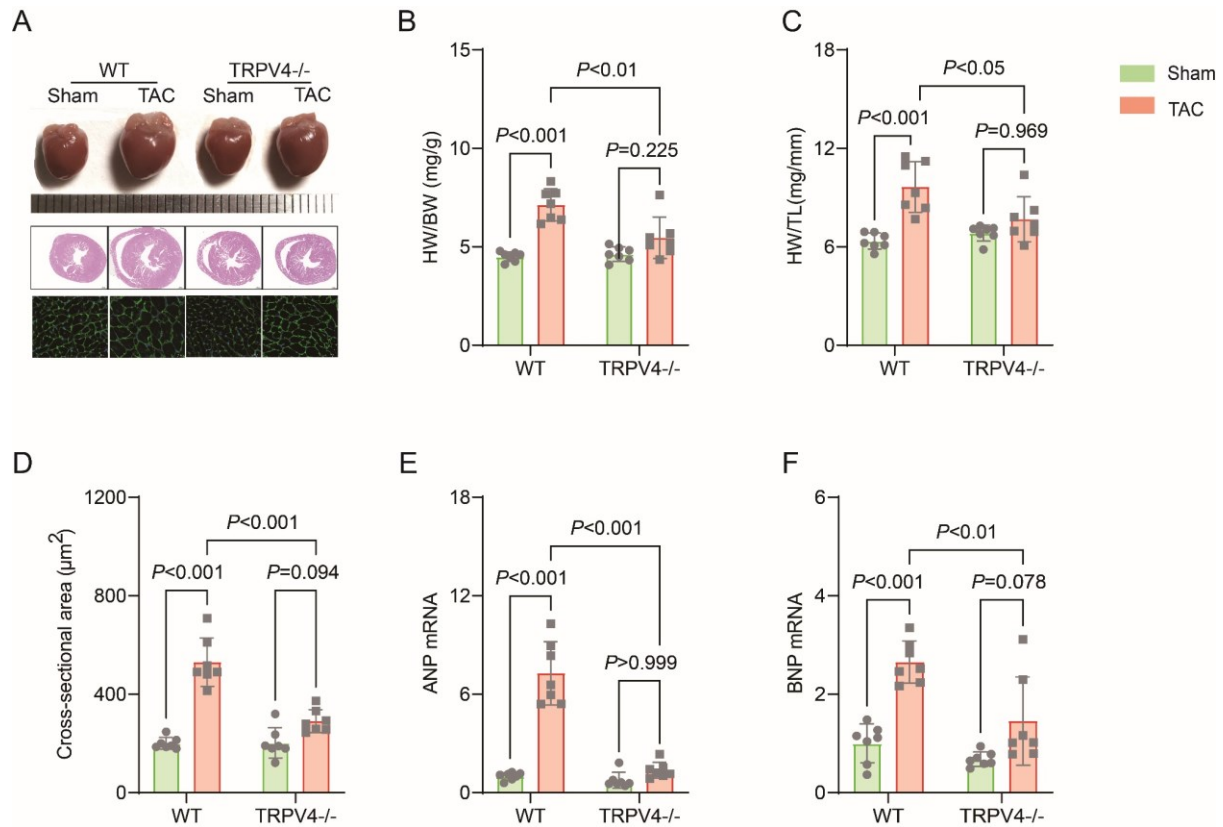 A
WT TRPV4-/-
Sham TAC Sham TAC
B
HW/BW (mg/g)
15
10
5
0
P<0.01
P<0.001
P=0.225
WT TRPV4-/-
C
HW/TL(mg/mm)
18
12
6
0
P<0.05
P<0.001
P=0.969
WT TRPV4-/-
Sham
TAC
D
Cross-sectional area (µm²)
1200
800
400
0
P<0.001
P<0.001
P=0.094
WT TRPV4-/-
E
ANP mRNA
18
12
6
0
P<0.001
P<0.001
P>0.999
WT TRPV4-/-
F
BNP mRNA
6
4
2
0
P<0.01
P<0.001
P=0.078
WT TRPV4-/-